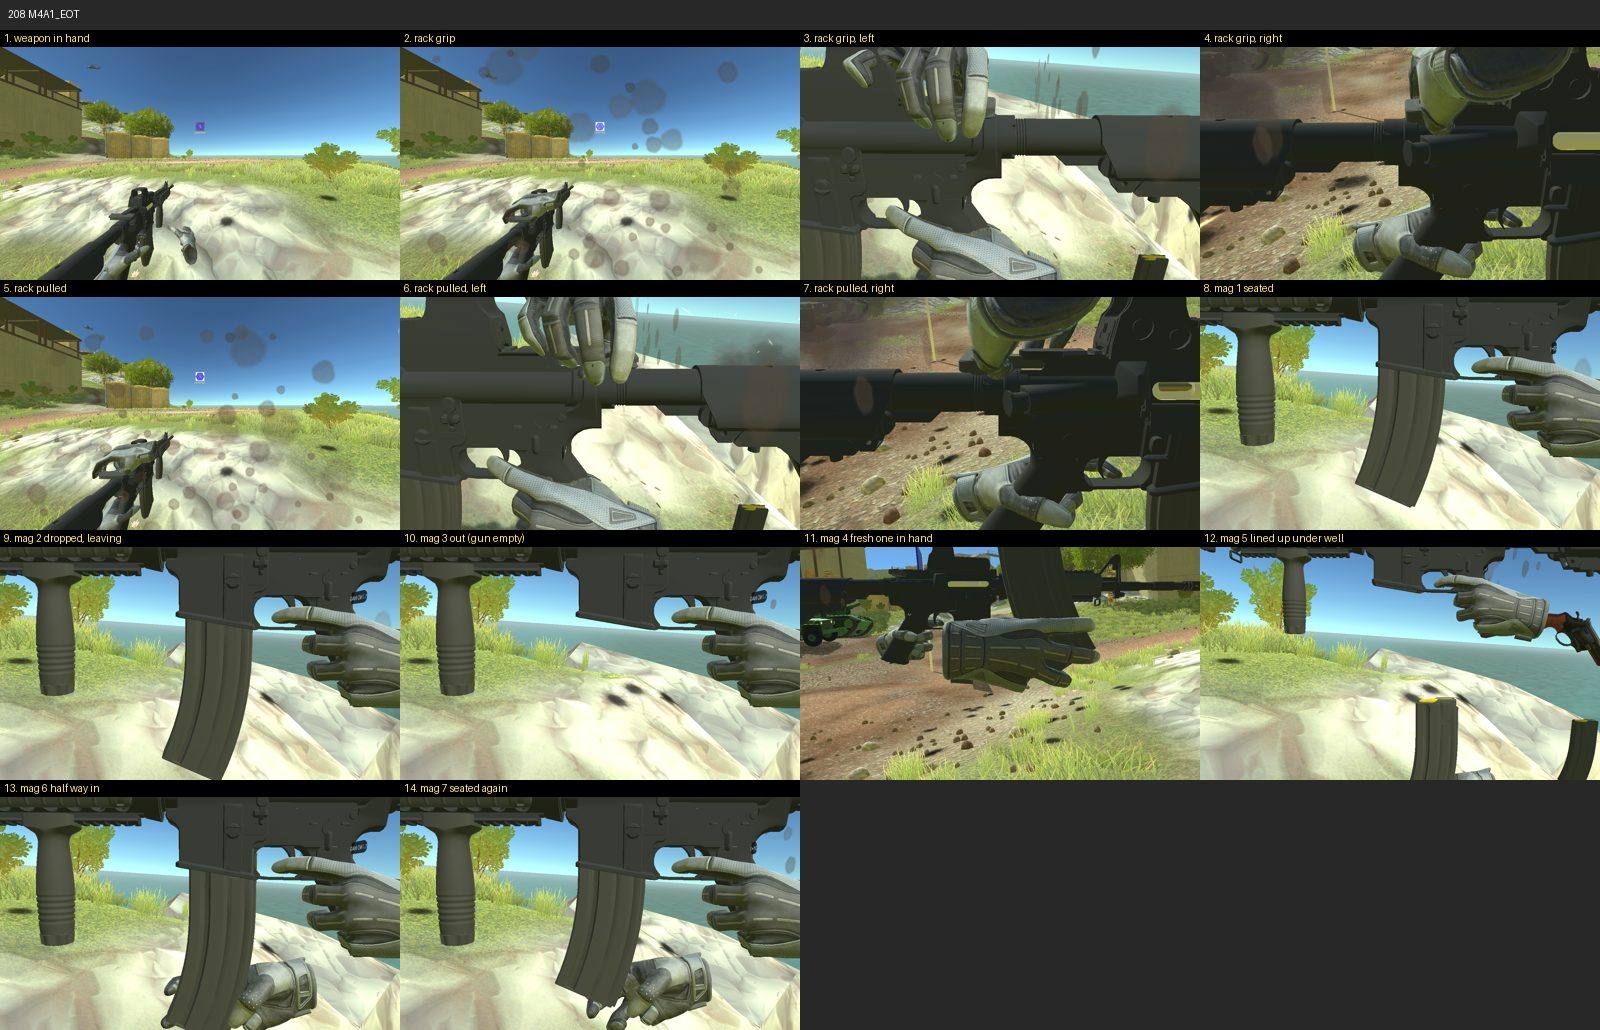 208 M4A1_EOT
1. weapon in hand
2. rack grip
3. rack grip, left
4. rack grip, right
5. rack pulled
6. rack pulled, left
7. rack pulled, right
8. mag 1 seated
9. mag 2 dropped, leaving
10. mag 3 out (gun empty)
11. mag 4 fresh one in hand
12. mag 5 lined up under well
13. mag 6 half way in
14. mag 7 seated again